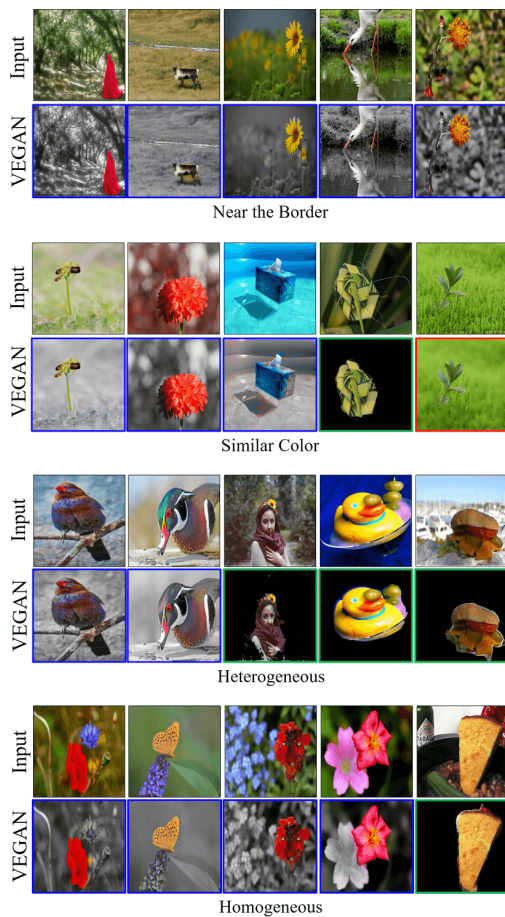 Input
VEGAN
Near the Border
Input
VEGAN
Similar Color
Input
VEGAN
Heterogeneous
Input
VEGAN
Homogeneous